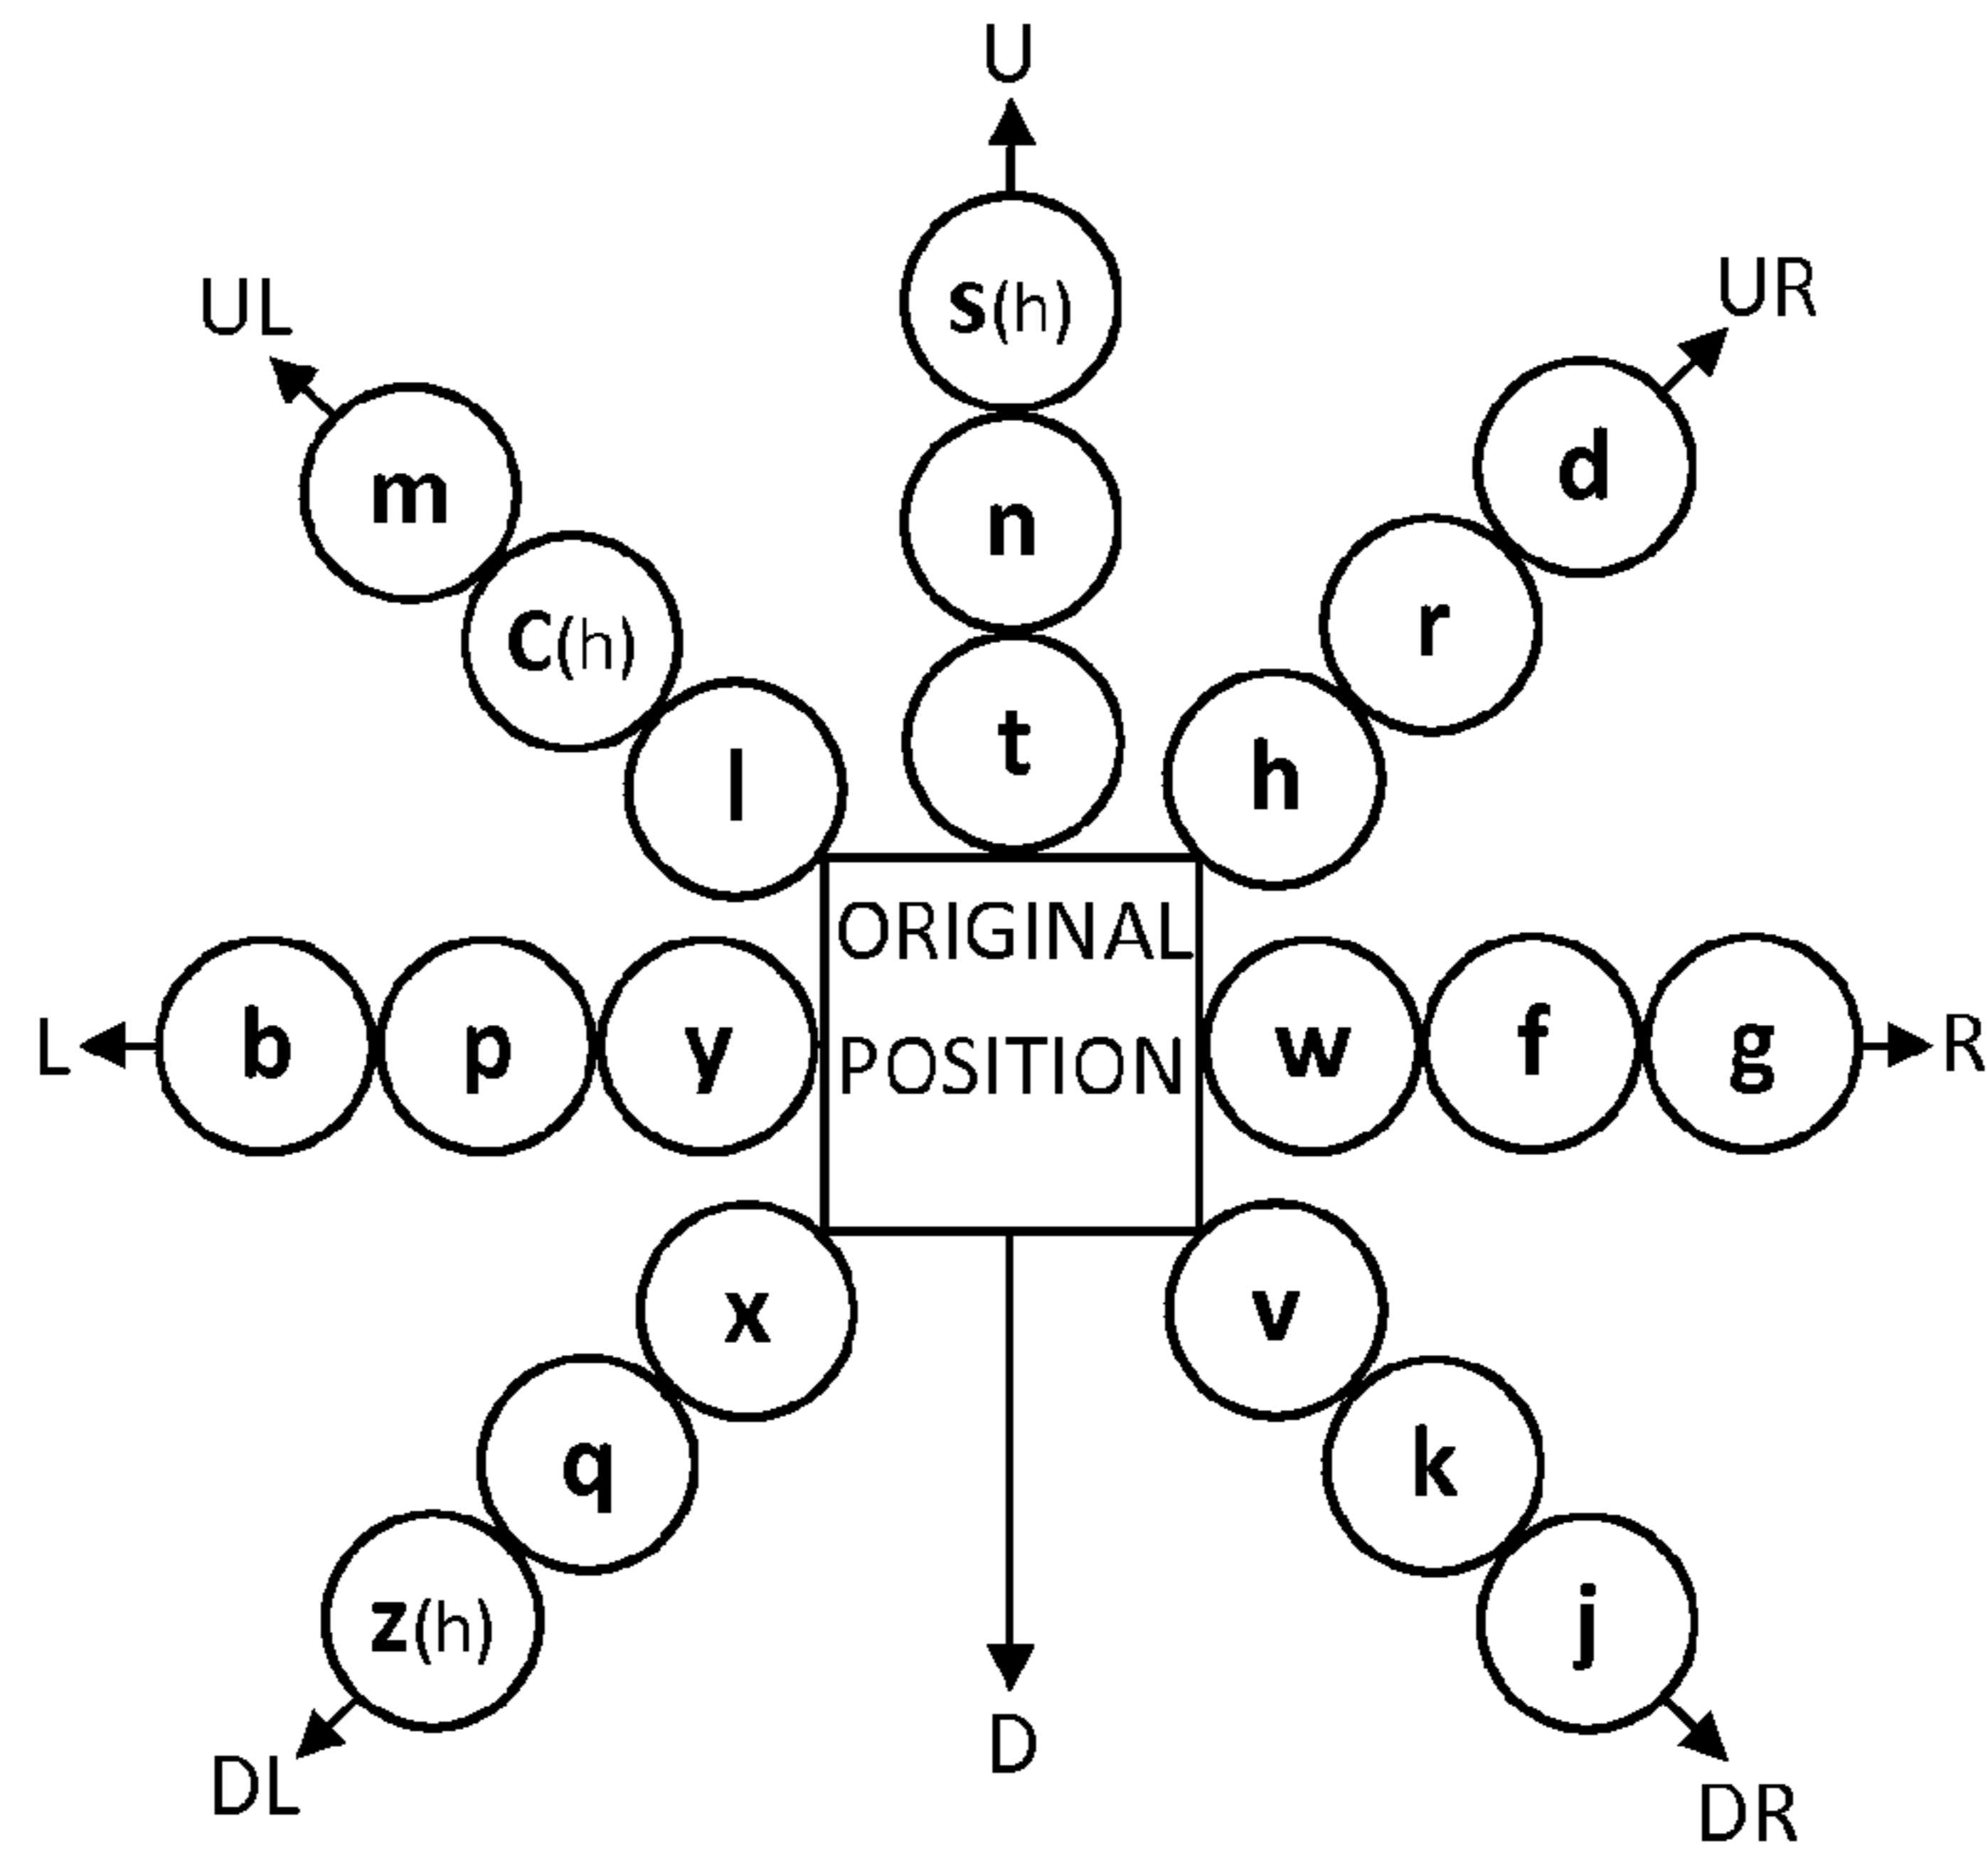 U
s(h)
UL
UR
m
n
d
c(h)
r
l
t
h
ORIGINAL
POSITION
L
b
p
y
w
f
g
R
x
v
q
k
z(h)
j
DL
D
DR